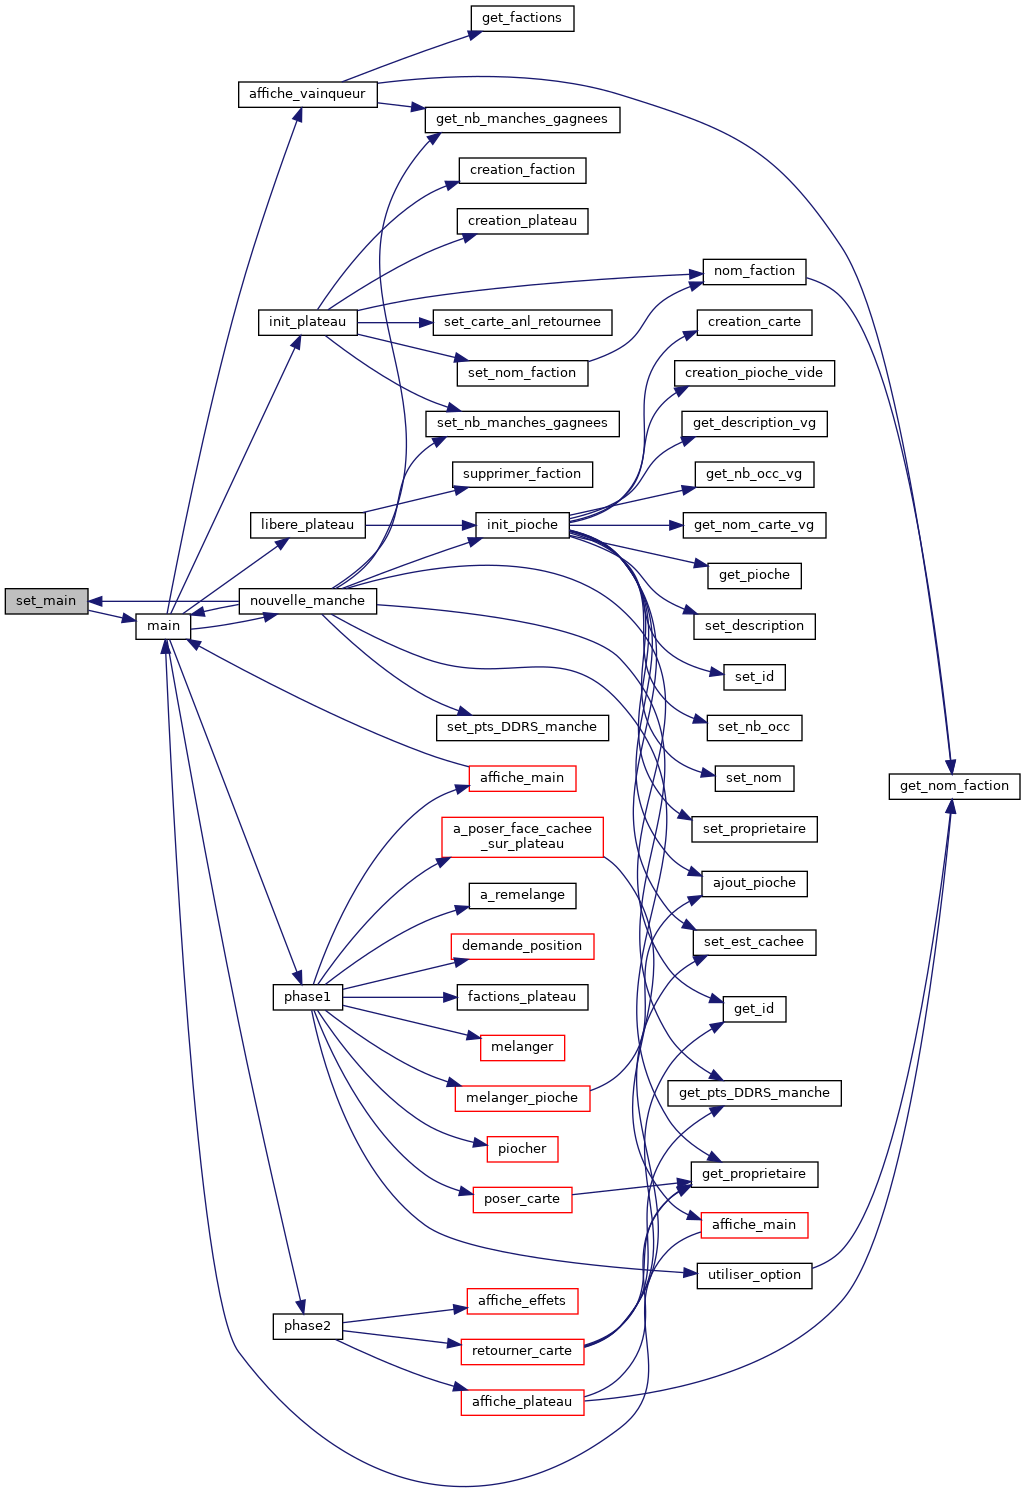 get_factions
affiche_vainqueur
get_nb_manches_gagnees
creation_faction
creation_plateau
nom_faction
init_plateau
set_carte_anl_retournee
creation_carte
set_nom_faction
creation_pioche_vide
set_nb_manches_gagnees
get_description_vg
supprimer_faction
get_nb_occ_vg
libere_plateau
init_pioche
get_nom_carte_vg
get_pioche
set_main
nouvelle_manche
main
set_description
set_id
set_pts_DDRS_manche
set_nb_occ
affiche_main
set_nom
get_nom_faction
a_poser_face_cachee
_sur_plateau
set_proprietaire
ajout_pioche
a_remelange
demande_position
set_est_cachee
phase1
factions_plateau
get_id
melanger
melanger_pioche
get_pts_DDRS_manche
piocher
get_proprietaire
poser_carte
affiche_main
utiliser_option
affiche_effets
phase2
retourner_carte
affiche_plateau